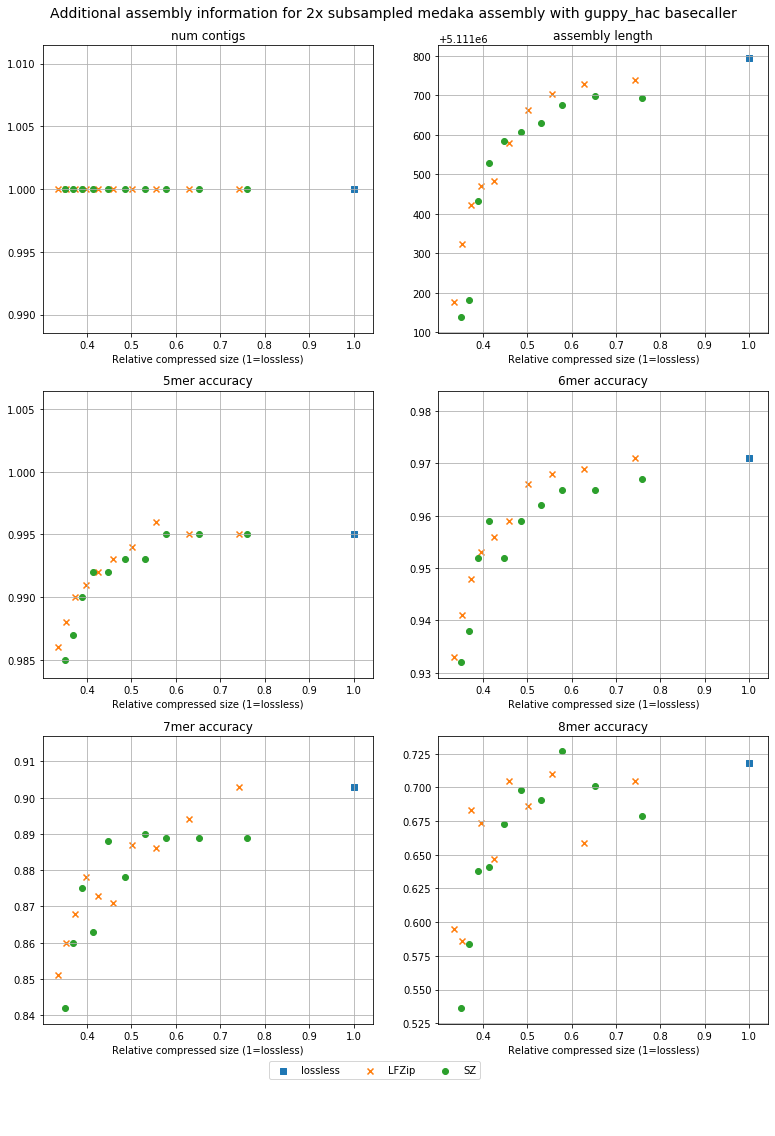 Additional assembly information for 2x subsampled medaka assembly with guppy_hac basecaller
num contigs
1.010
1.005
1.000
0.995
0.990
0.4 0.5 0.6 0.7 0.8 0.9 1.0
Relative compressed size (1=lossless)
assembly length
+5.111e6
800
700
600
500
400
300
200
100
0.4 0.5 0.6 0.7 0.8 0.9 1.0
Relative compressed size (1=lossless)
5mer accuracy
1.005
1.000
0.995
0.990
0.985
0.4 0.5 0.6 0.7 0.8 0.9 1.0
Relative compressed size (1=lossless)
6mer accuracy
0.98
0.97
0.96
0.95
0.94
0.93
0.4 0.5 0.6 0.7 0.8 0.9 1.0
Relative compressed size (1=lossless)
7mer accuracy
0.91
0.90
0.89
0.88
0.87
0.86
0.85
0.84
0.4 0.5 0.6 0.7 0.8 0.9 1.0
Relative compressed size (1=lossless)
8mer accuracy
0.725
0.700
0.675
0.650
0.625
0.600
0.575
0.550
0.525
0.4 0.5 0.6 0.7 0.8 0.9 1.0
Relative compressed size (1=lossless)
lossless LFZip SZ